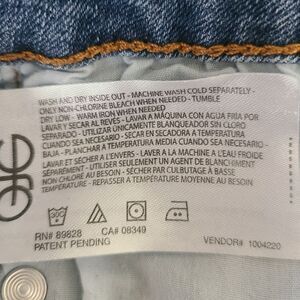 WASH AND DRY INSIDE OUT - MACHINE WASH COLD SEPARATELY -
ONLY NON-CHLORINE BLEACH WHEN NEEDED - TUMBLE
DRY LOW - WARM IRON WHEN NEEDED
LAVAR Y SECAR AL REVES - LAVAR A MÁQUINA CON AGUA FRÍA POR
SEPARADO - UTILIZAR ÚNICAMENTE BLANQUEADOR SIN CLORO
CUANDO SEA NECESARIO - SECAR EN SECADORA A TEMPERATURA
BAJA - PLANCHAR A TEMPERATURA MEDIA CUANDO SEA NECESARIO -
LAVAR ET SÉCHER À L'ENVERS - LAVER À LA MACHINE À L'EAU FROIDE
SÉPARÉMENT - UTILISER SEULEMENT UN AGENT DE BLANCHIMENT
NON CHLORÉ AU BESOIN - SÉCHER PAR CULBUTAGE À BASSE
TEMPÉRATURE - REPASSER À TEMPÉRATURE MOYENNE AU BESOIN
RN# 89828 CA# 08349
PATENT PENDING VENDOR# 1004220